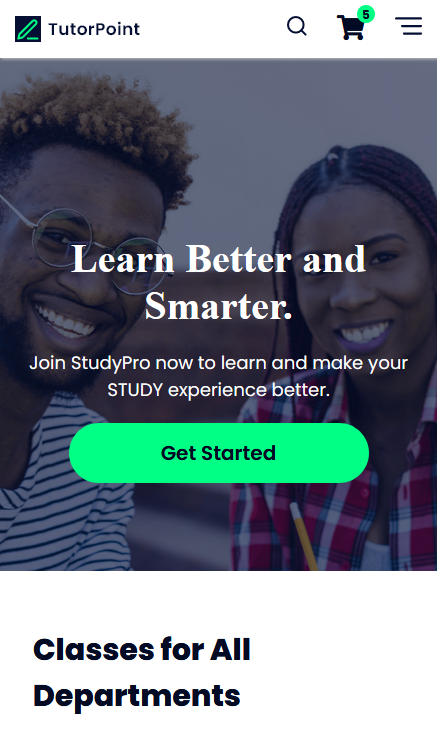 TutorPoint
5
Learn Better and
Smarter.
Join StudyPro now to learn and make your
STUDY experience better.
Get Started
Classes for All
Departments